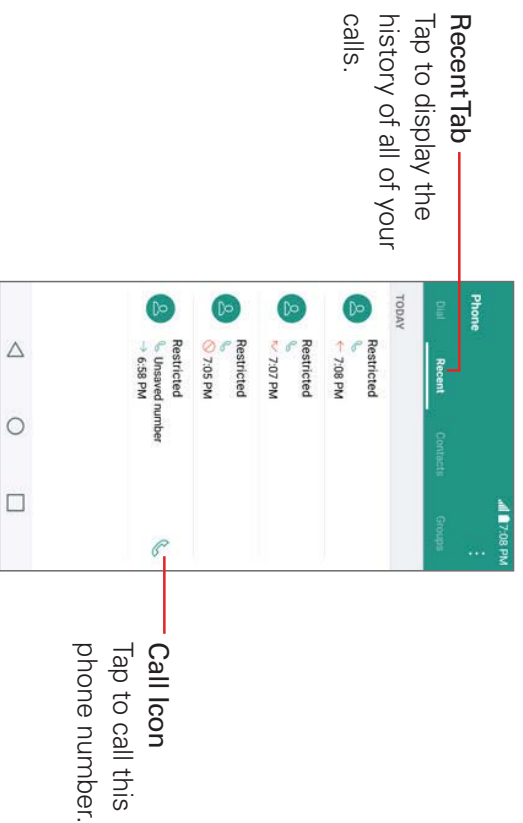 Recent Tab
Tap to display the
history of all of your
calls.
7:08 PM
Phone
Dial Recent Contacts Groups
TODAY
Restricted
7:08 PM
Restricted
7:07 PM
Restricted
7:05 PM
Restricted
Unsaved number
6:58 PM
Call Icon
Tap to call this
phone number.